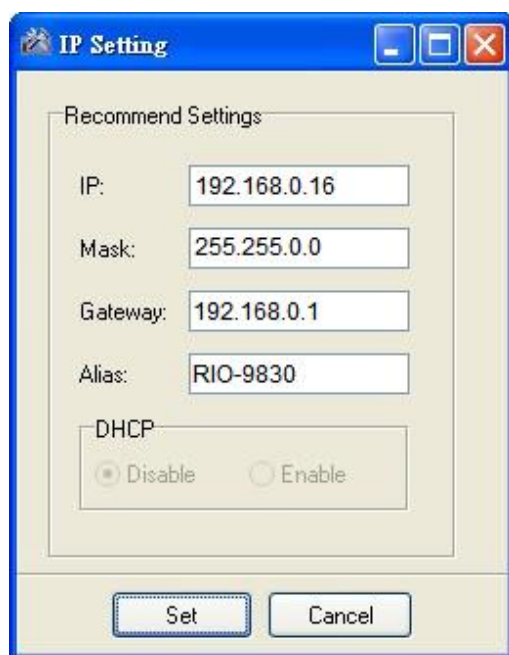 IP Setting
Recommend Settings
IP: 192.168.0.16
Mask: 255.255.0.0
Gateway: 192.168.0.1
Alias: RIO-9830
DHCP
Disable Enable
Set Cancel